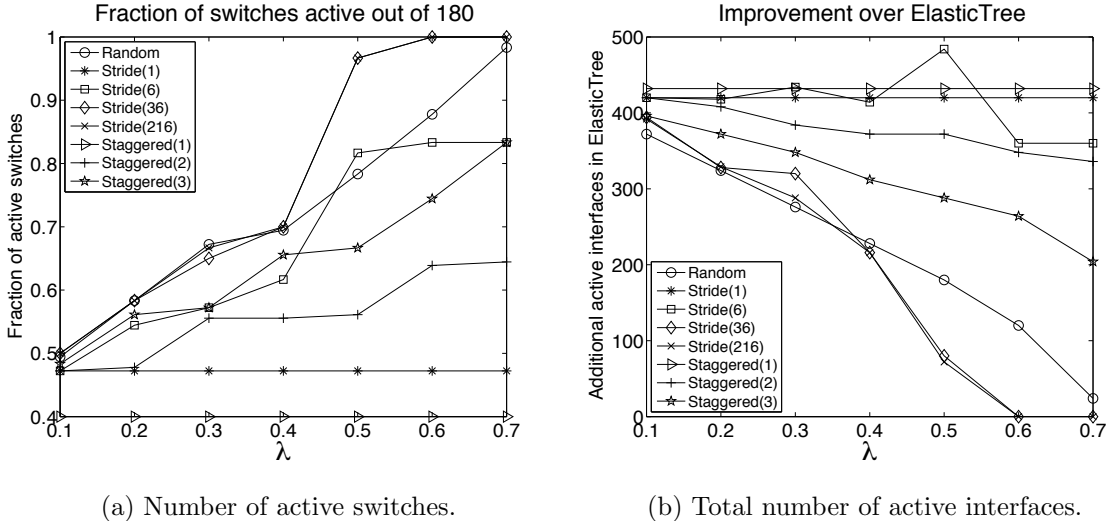 Fraction of switches active out of 180
1
0.9
0.8
0.7
0.6
0.5
0.4
Fraction of active switches
Random
Stride(1)
Stride(6)
Stride(36)
Stride(216)
Staggered(1)
Staggered(2)
Staggered(3)
0.1 0.2 0.3 0.4 0.5 0.6 0.7
λ
(a) Number of active switches.
Improvement over ElasticTree
500
400
300
200
100
0
Additional active interfaces in ElasticTree
Random
Stride(1)
Stride(6)
Stride(36)
Stride(216)
Staggered(1)
Staggered(2)
Staggered(3)
0.1 0.2 0.3 0.4 0.5 0.6 0.7
λ
(b) Total number of active interfaces.